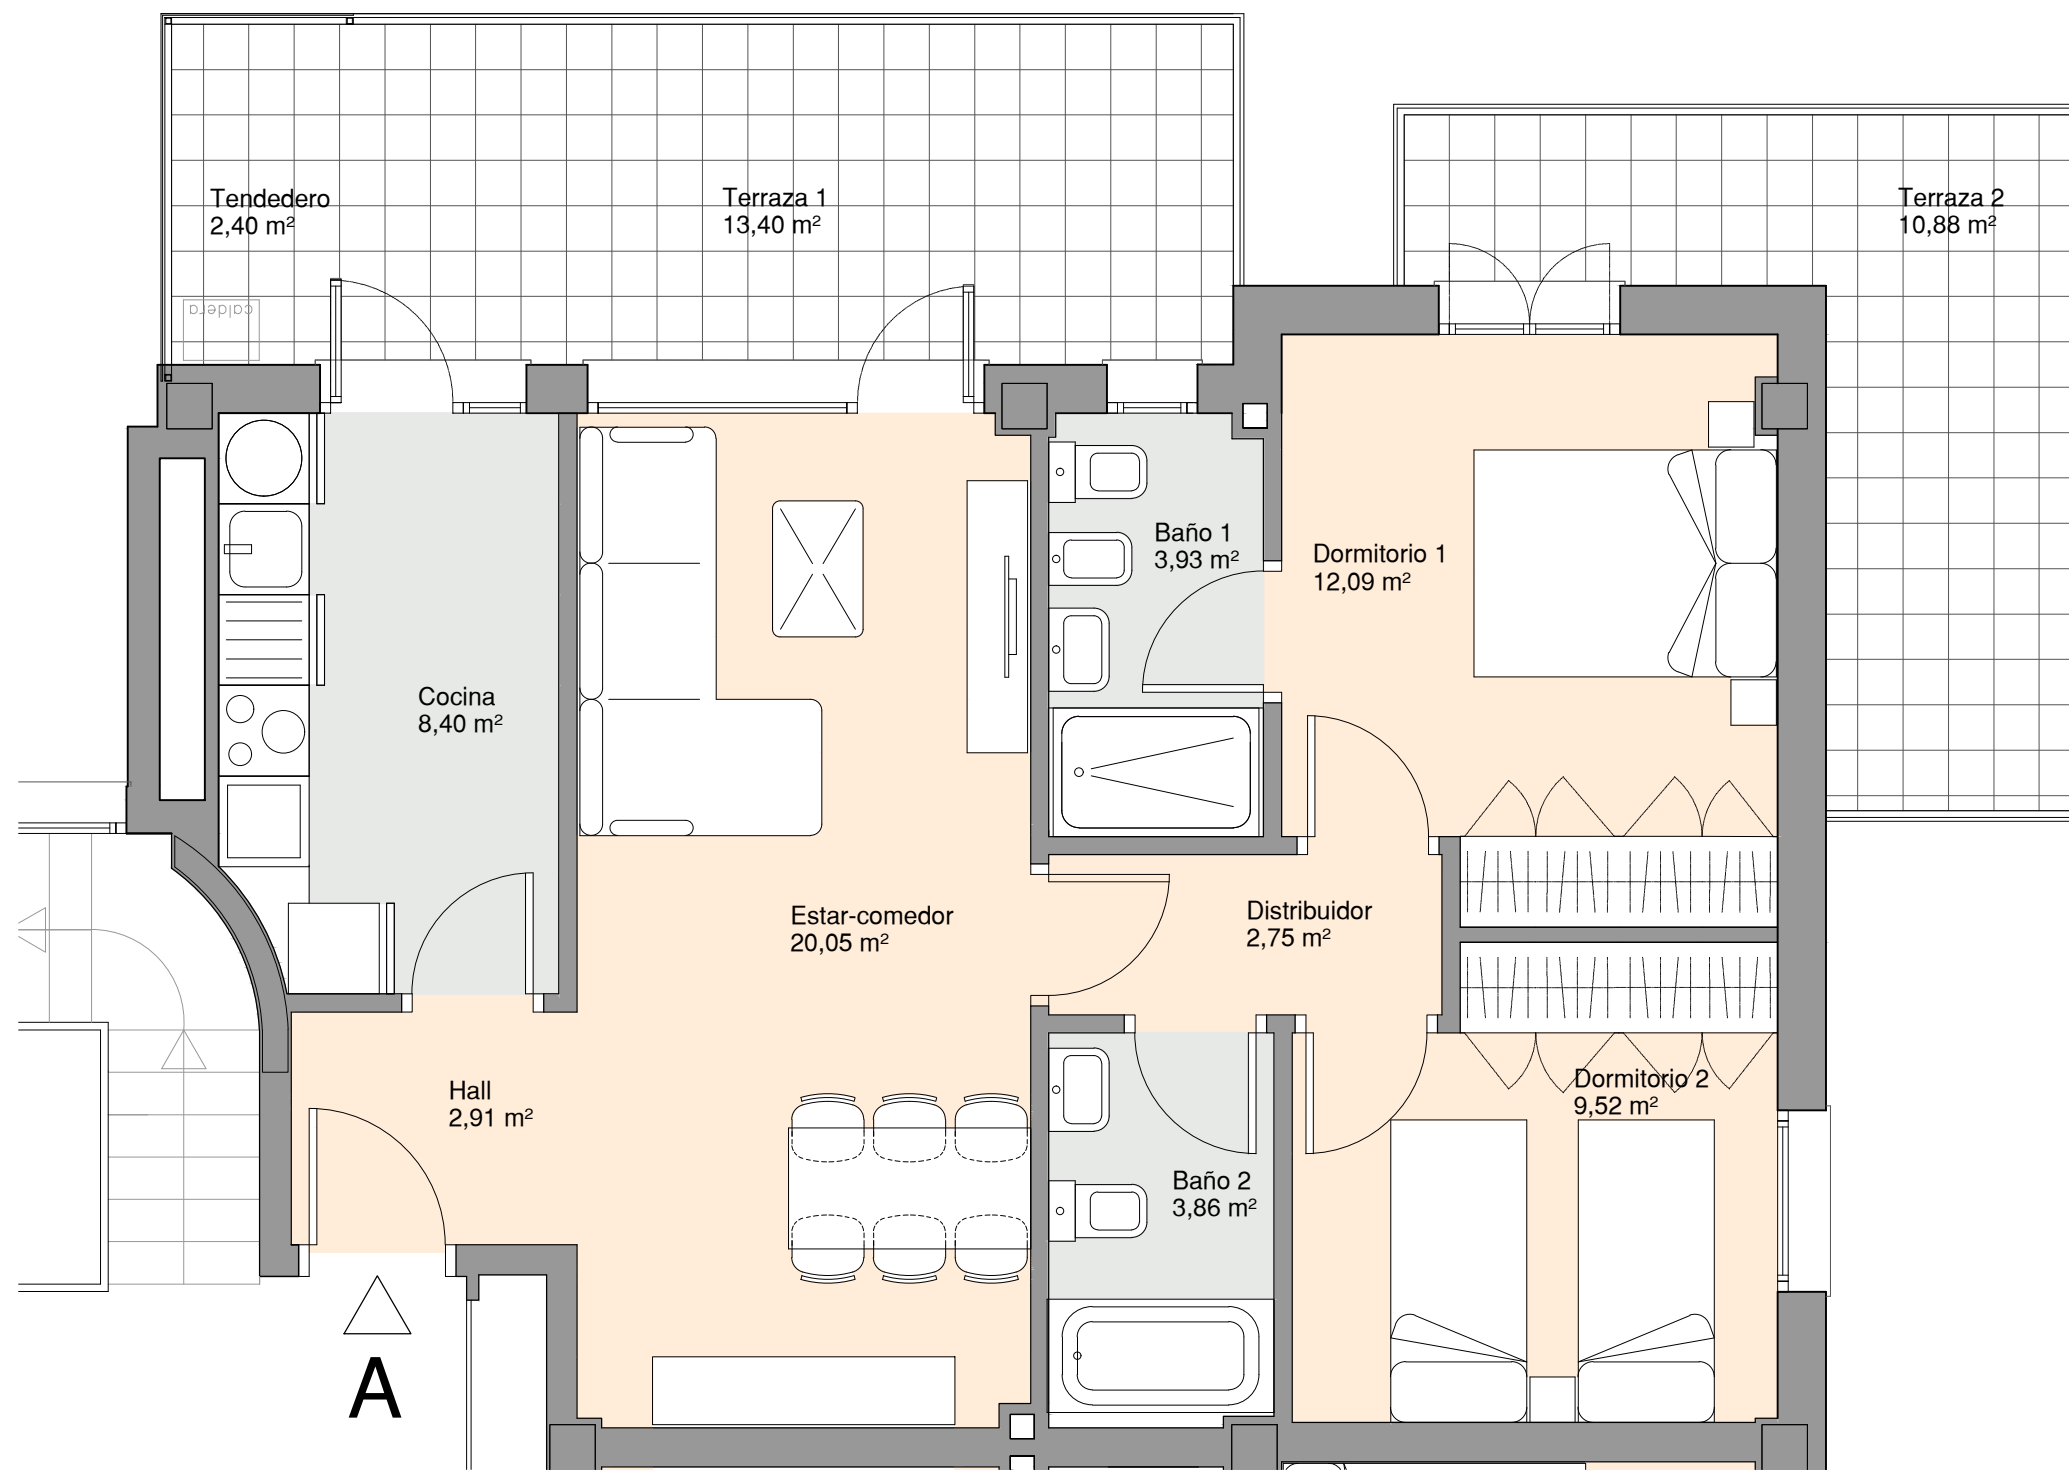 Tendedero
2,40 m²
Terraza 1
13,40 m²
Terraza 2
10,88 m²
caldera
Baño 1
3,93 m²
Dormitorio 1
12,09 m²
Cocina
8,40 m²
Estar-comedor
20,05 m²
Distribuidor
2,75 m²
Hall
2,91 m²
Dormitorio 2
9,52 m²
Baño 2
3,86 m²
A